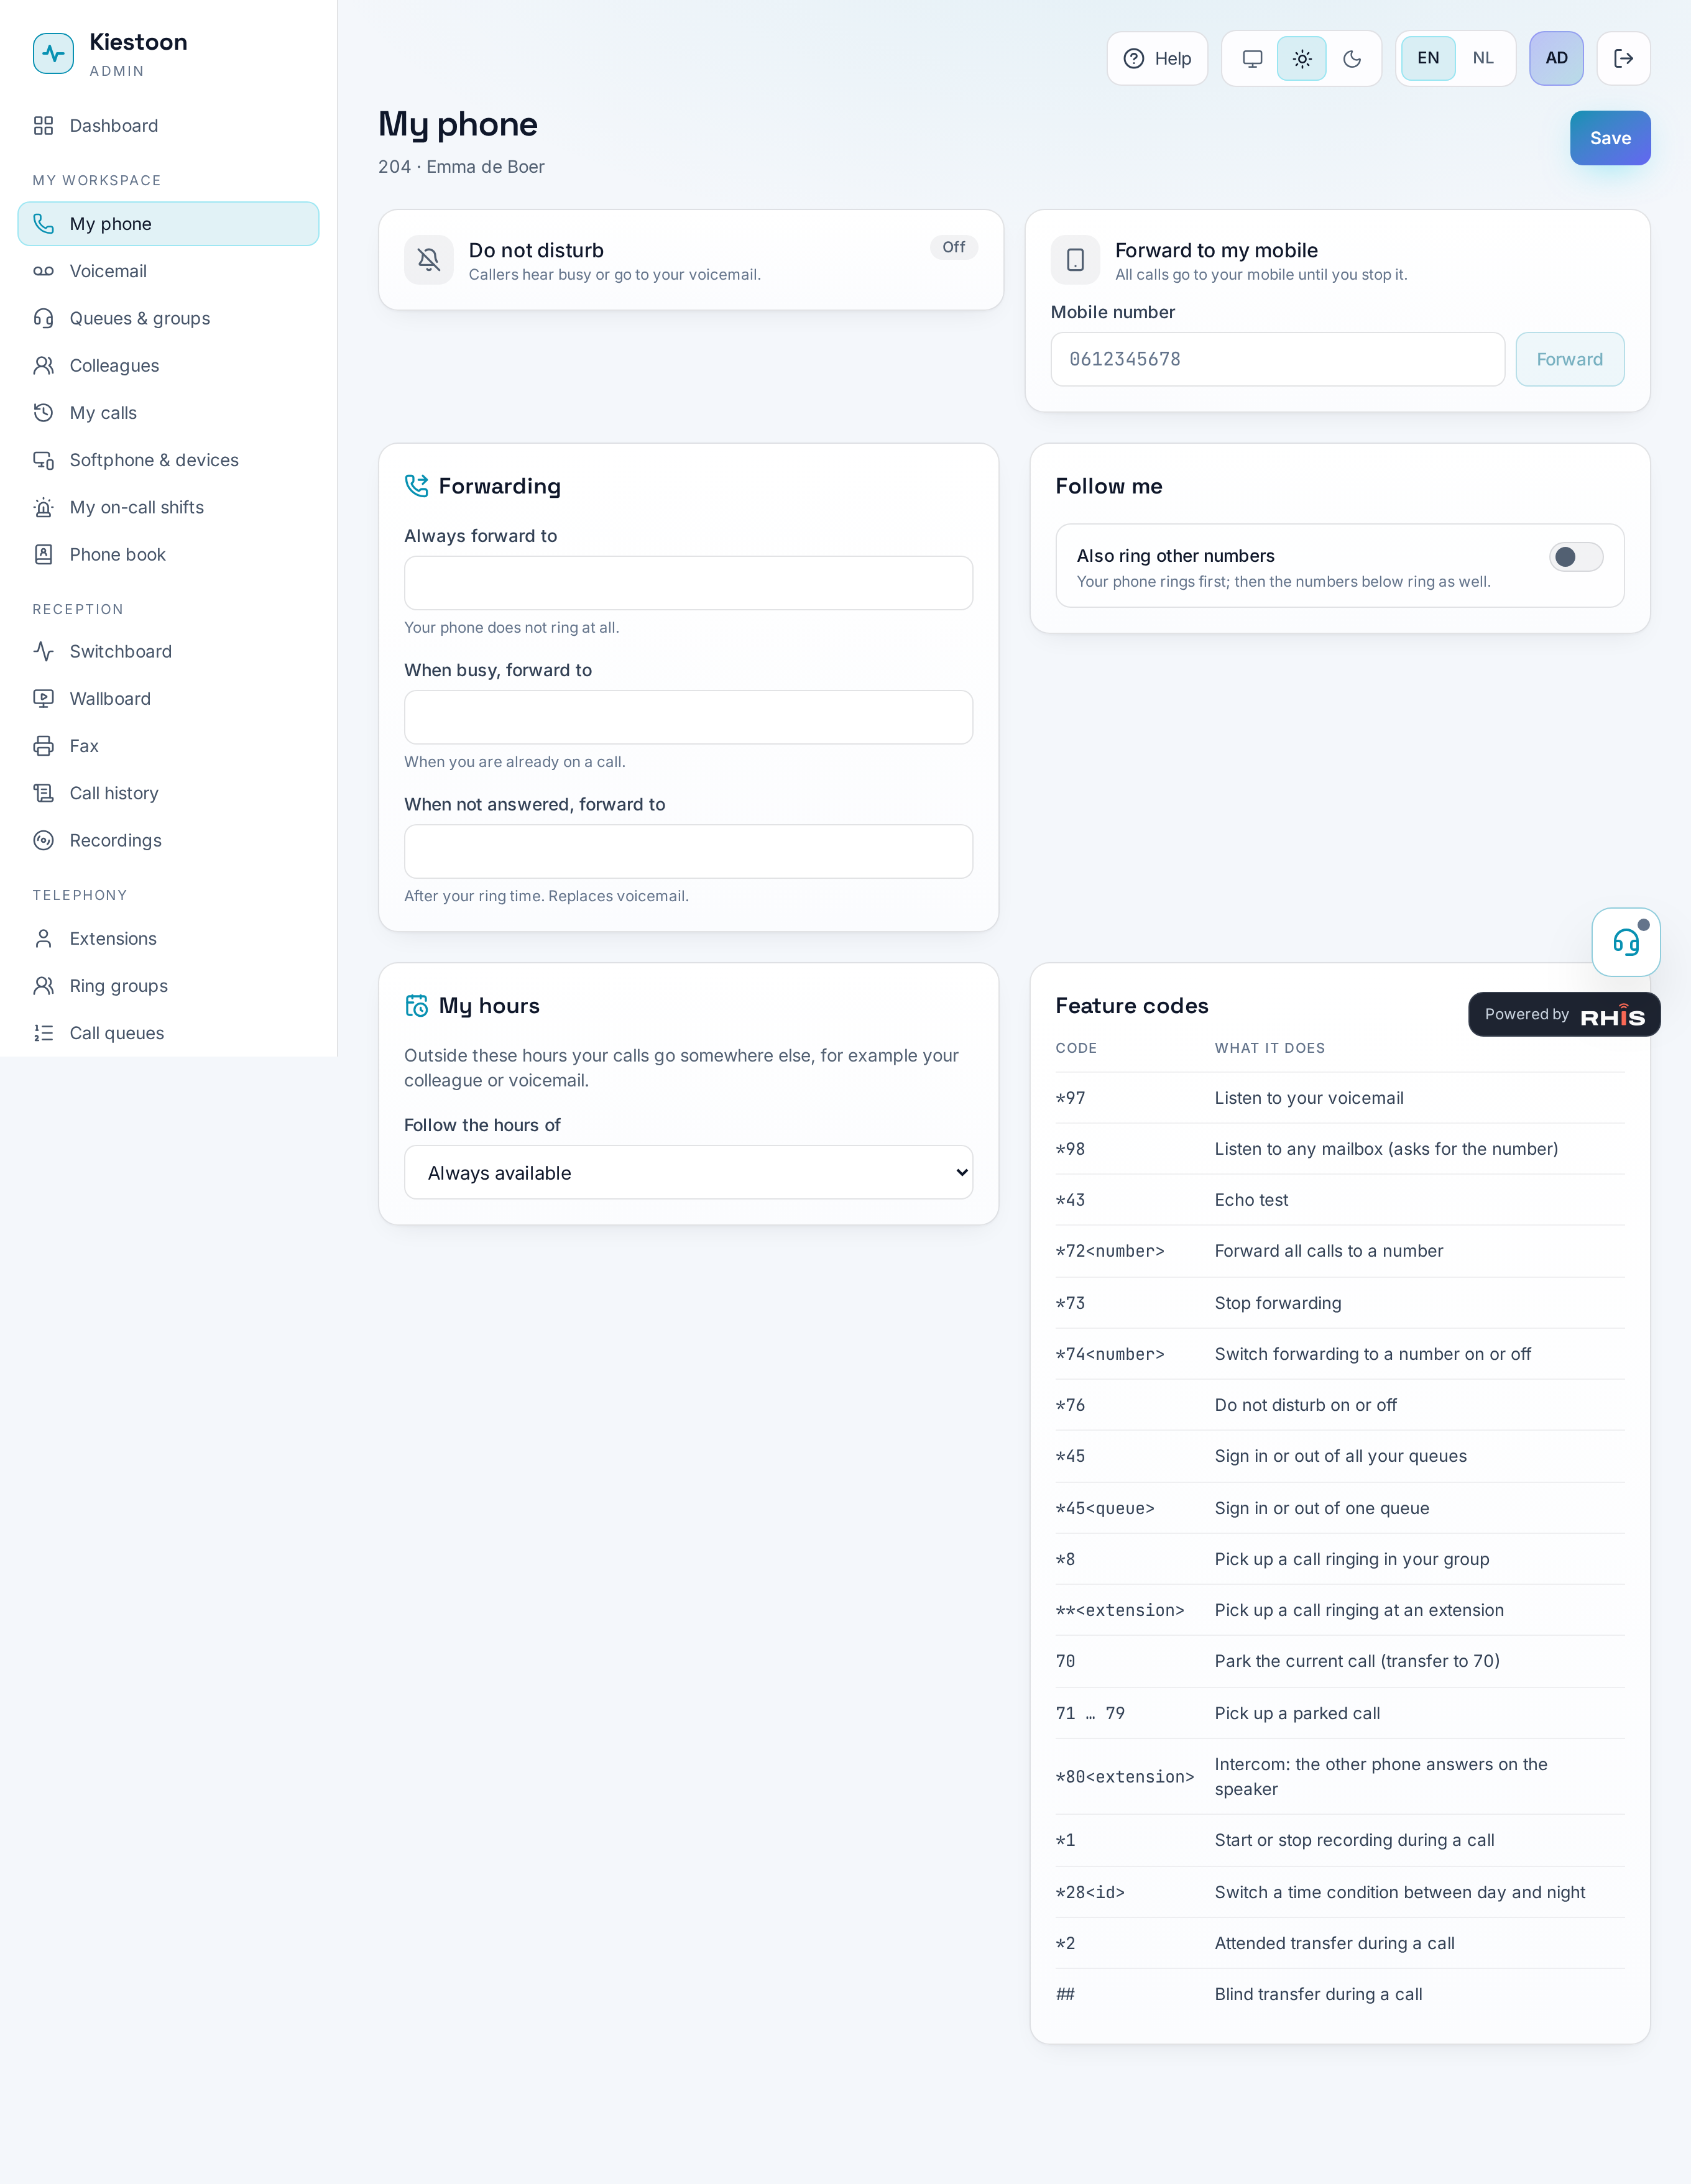 Kiestoon
ADMIN
Dashboard
MY WORKSPACE
My phone
Voicemail
Queues & groups
Colleagues
My calls
Softphone & devices
My on-call shifts
Phone book
RECEPTION
Switchboard
Wallboard
Fax
Call history
Recordings
TELEPHONY
Extensions
Ring groups
Call queues
Help
EN NL
AD
My phone
204 · Emma de Boer
Save
Do not disturb
Callers hear busy or go to your voicemail.
Off
Forward to my mobile
All calls go to your mobile until you stop it.
Mobile number
0612345678
Forward
Forwarding
Always forward to
Your phone does not ring at all.
When busy, forward to
When you are already on a call.
When not answered, forward to
After your ring time. Replaces voicemail.
Follow me
Also ring other numbers
Your phone rings first; then the numbers below ring as well.
My hours
Outside these hours your calls go somewhere else, for example your
colleague or voicemail.
Follow the hours of
Always available
Feature codes
Powered by RHiS
CODE WHAT IT DOES
*97 Listen to your voicemail
*98 Listen to any mailbox (asks for the number)
*43 Echo test
*72<number> Forward all calls to a number
*73 Stop forwarding
*74<number> Switch forwarding to a number on or off
*76 Do not disturb on or off
*45 Sign in or out of all your queues
*45<queue> Sign in or out of one queue
*8 Pick up a call ringing in your group
**<extension> Pick up a call ringing at an extension
70 Park the current call (transfer to 70)
71 … 79 Pick up a parked call
*80<extension> Intercom: the other phone answers on the
speaker
*1 Start or stop recording during a call
*28<id> Switch a time condition between day and night
*2 Attended transfer during a call
## Blind transfer during a call